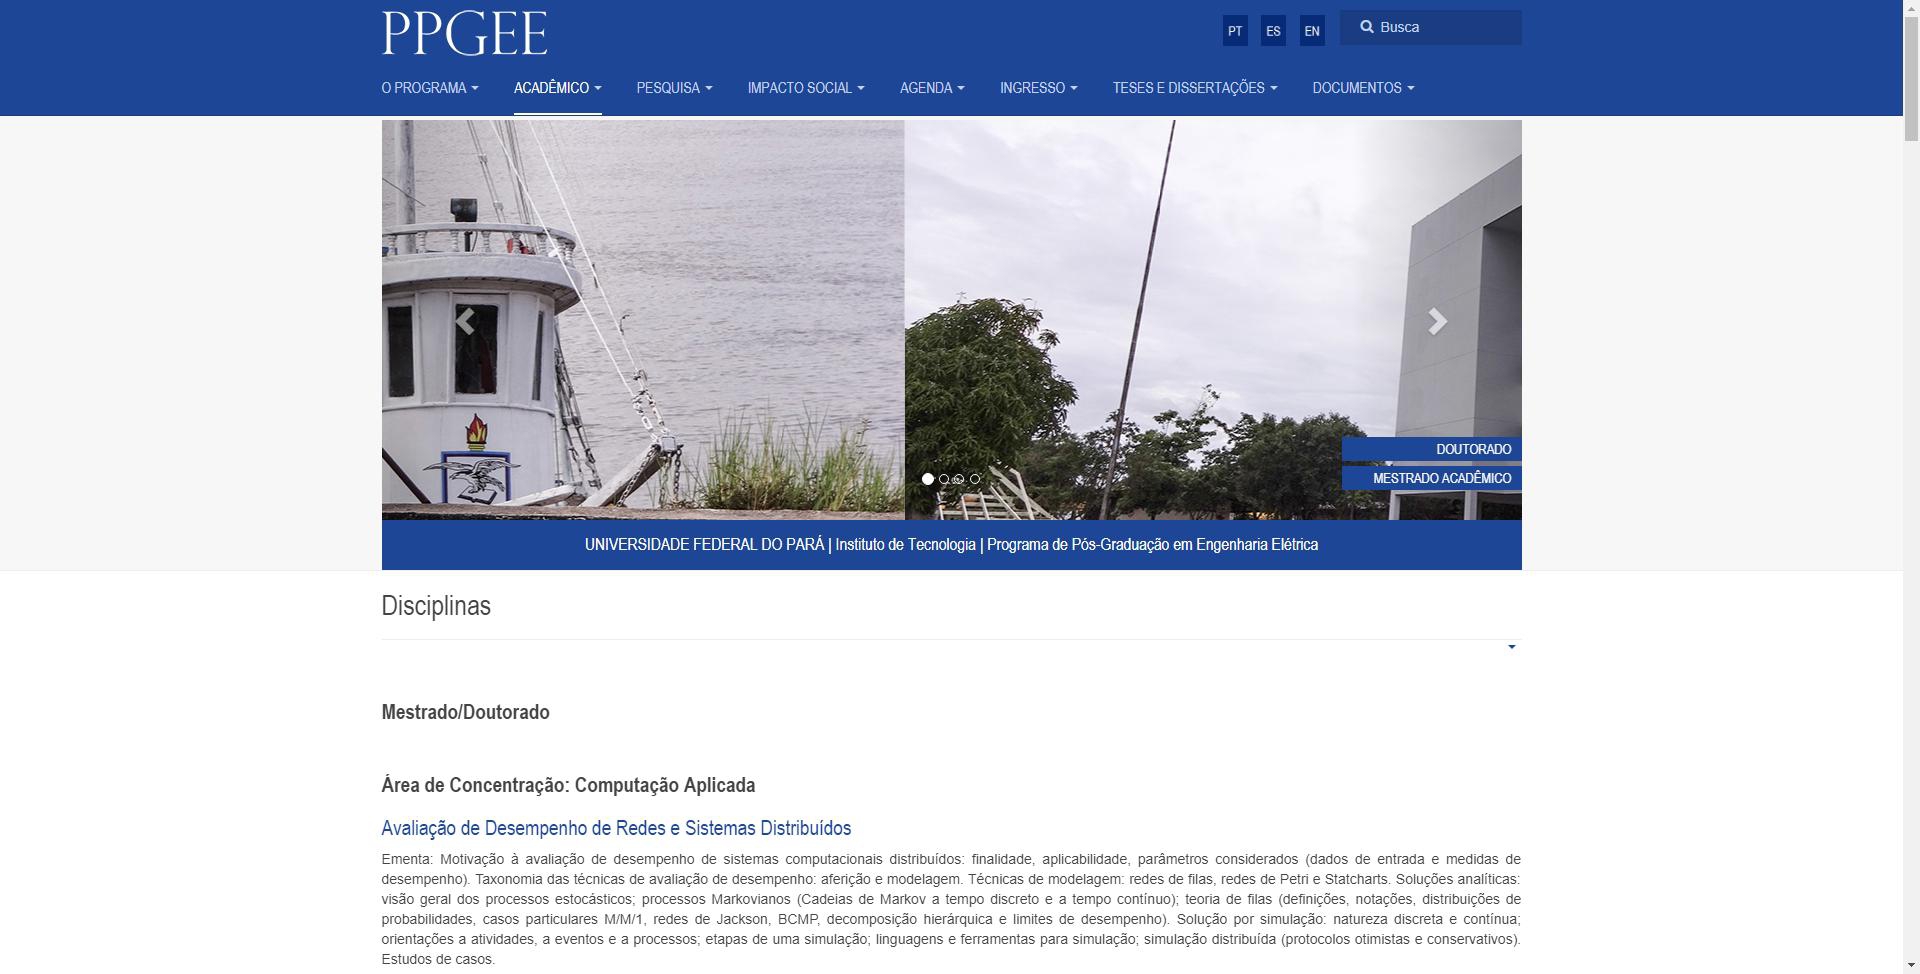 PPGEE
PT ES EN Busca
O PROGRAMA ACADÊMICO PESQUISA IMPACTO SOCIAL AGENDA INGRESSO TESES E DISSERTAÇÕES DOCUMENTOS
DOUTORADO
MESTRADO ACADÊMICO
UNIVERSIDADE FEDERAL DO PARÁ | Instituto de Tecnologia | Programa de Pós-Graduação em Engenharia Elétrica
Disciplinas
Mestrado/Doutorado
Área de Concentração: Computação Aplicada
Avaliação de Desempenho de Redes e Sistemas Distribuídos
Ementa: Motivação à avaliação de desempenho de sistemas computacionais distribuídos: finalidade, aplicabilidade, parâmetros considerados (dados de entrada e medidas de
desempenho). Taxonomia das técnicas de avaliação de desempenho: aferição e modelagem. Técnicas de modelagem: redes de filas, redes de Petri e Statcharts. Soluções analíticas:
visão geral dos processos estocásticos; processos Markovianos (Cadeias de Markov a tempo discreto e a tempo contínuo); teoria de filas (definições, notações, distribuições de
probabilidades, casos particulares M/M/1, redes de Jackson, BCMP, decomposição hierárquica e limites de desempenho). Solução por simulação: natureza discreta e contínua;
orientações a atividades, a eventos e a processos; etapas de uma simulação; linguagens e ferramentas para simulação; simulação distribuída (protocolos otimistas e conservativos).
Estudos de casos.